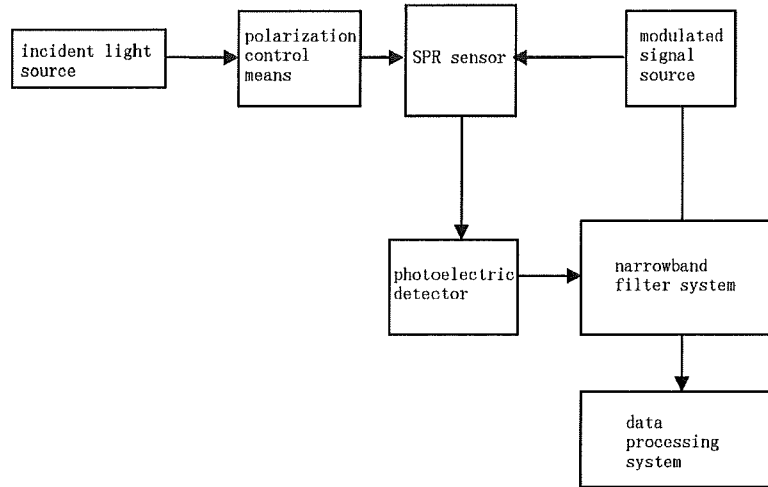 incident light
source
polarization
control
means
SPR sensor
modulated
signal
source
photoelectric
detector
narrowband
filter system
data
processing
system